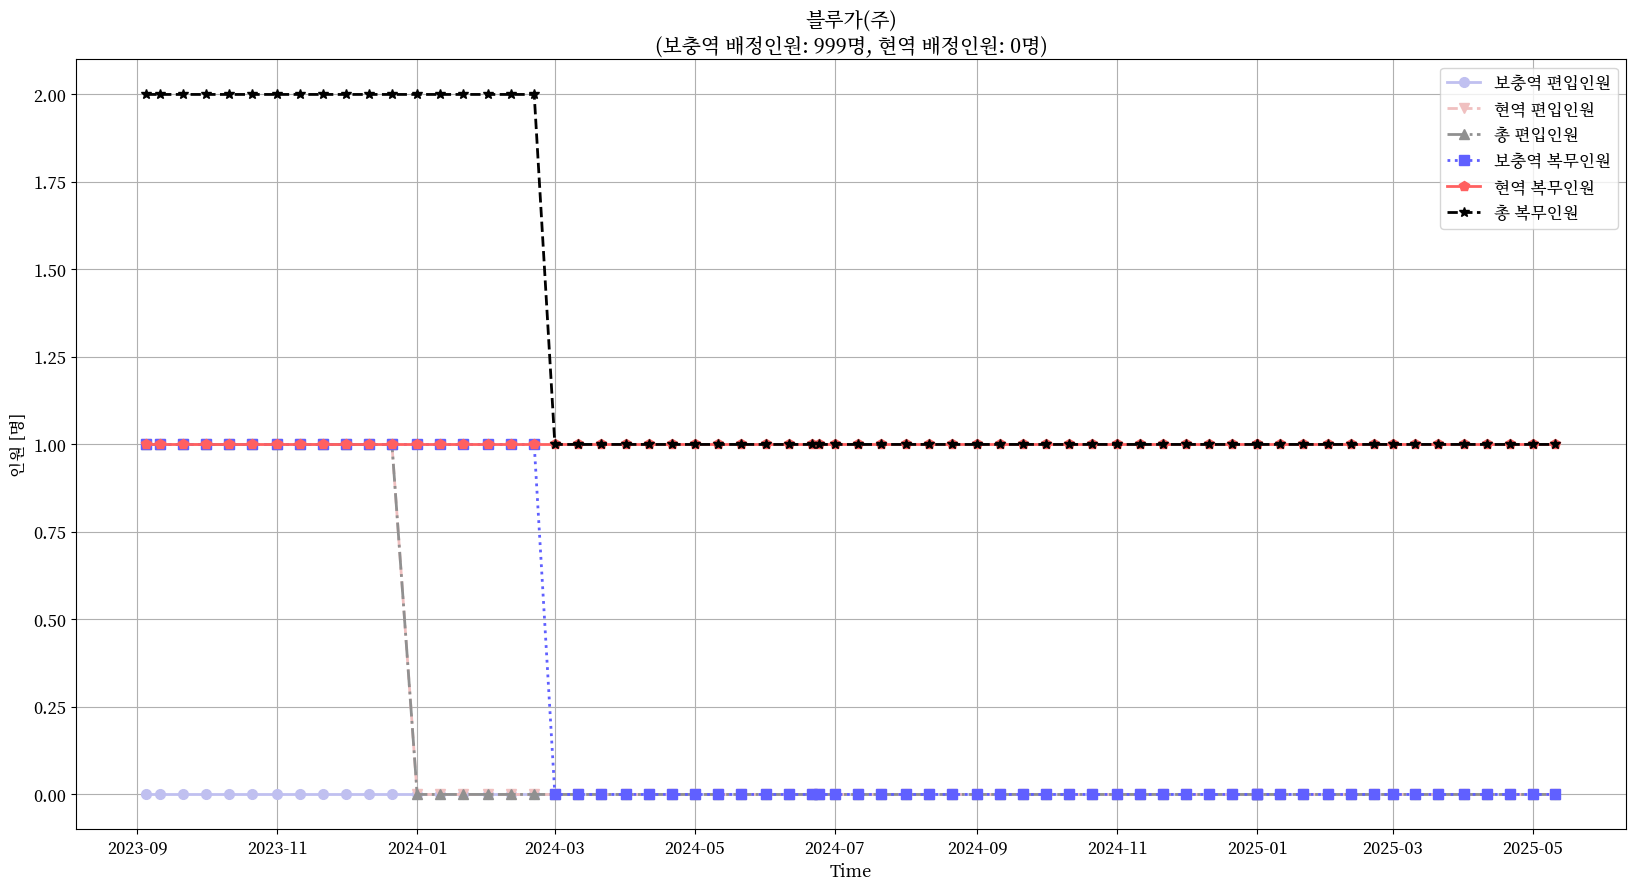 블루가(주)
(보충역 배정인원: 999명, 현역 배정인원: 0명)
보충역 편입인원
현역 편입인원
총 편입인원
보충역 복무인원
현역 복무인원
총 복무인원
인원 [명]
2.00
1.75
1.50
1.25
1.00
0.75
0.50
0.25
0.00
2023-09
2023-11
2024-01
2024-03
2024-05
2024-07
2024-09
2024-11
2025-01
2025-03
2025-05
Time